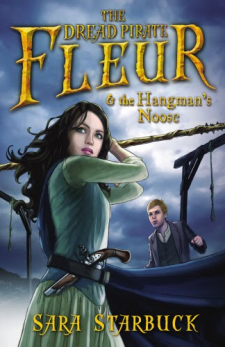 THE
DREAD PIRATE
FLEUR
& the Hangman's
Noose
SARA STARBUCK